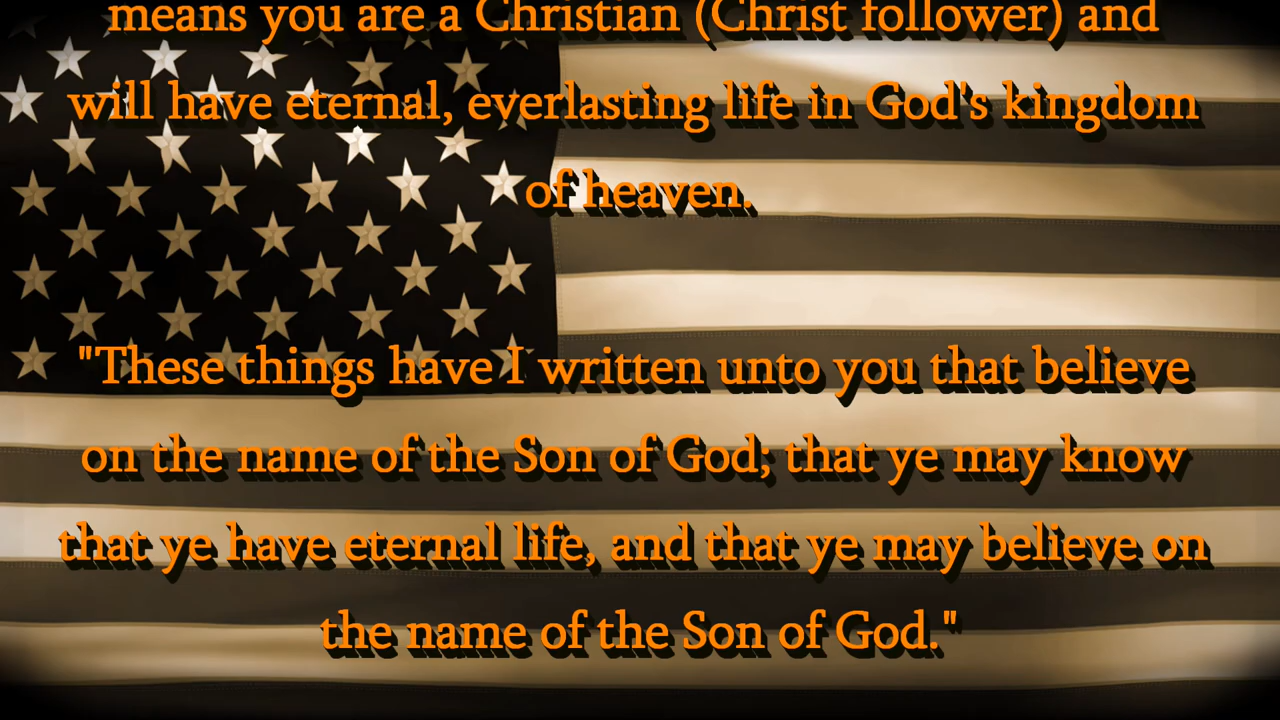 means you are a Christian (Christ follower) and
will have eternal, everlasting life in God's kingdom
of heaven.
"These things have I written unto you that believe
on the name of the Son of God; that ye may know
that ye have eternal life, and that ye may believe on
the name of the Son of God."